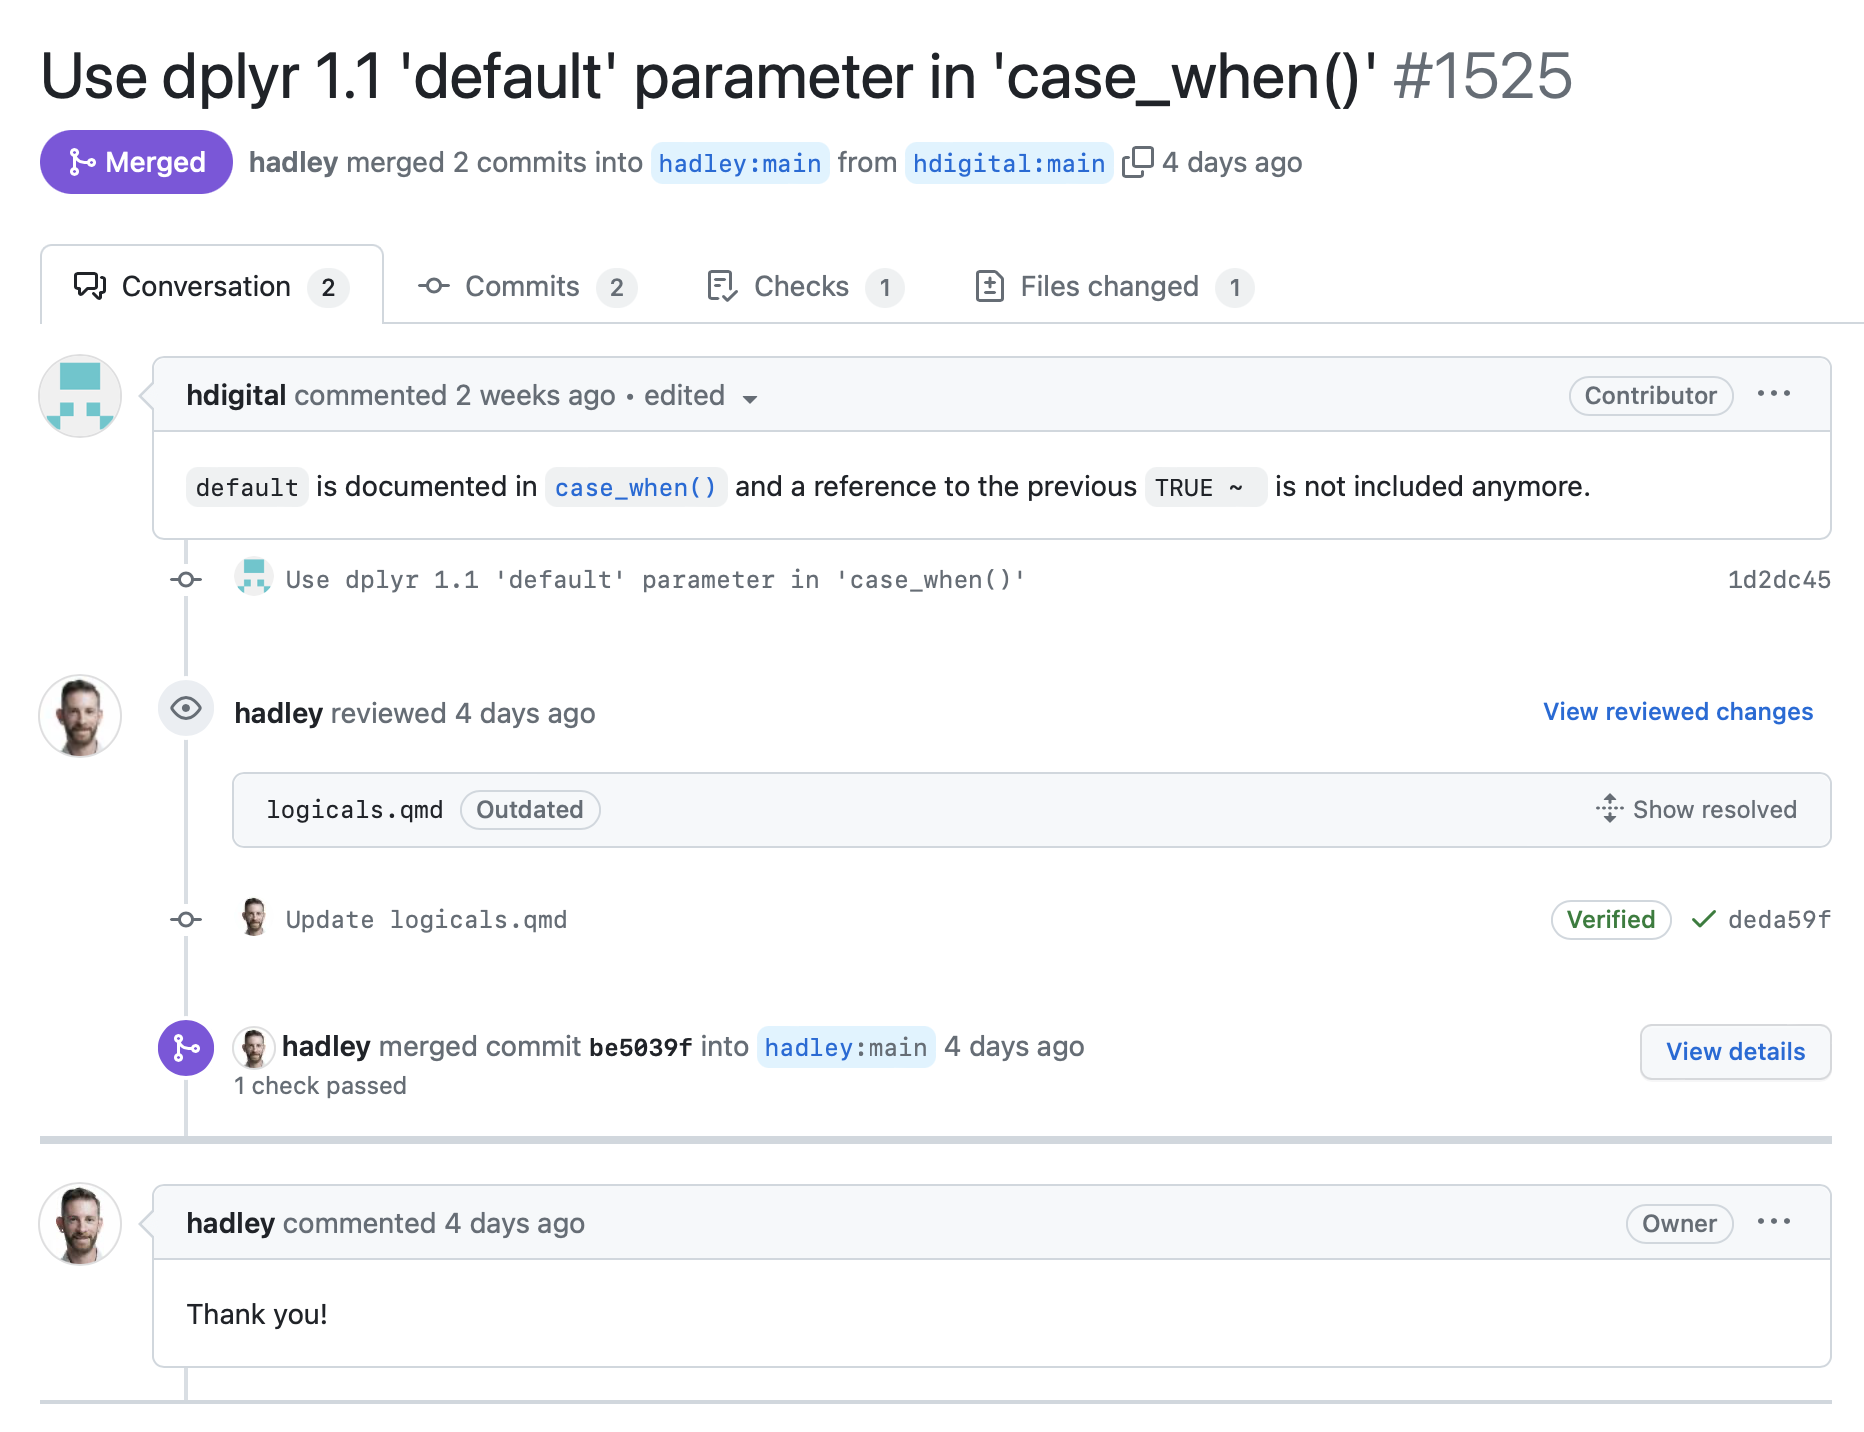 Use dplyr 1.1 'default' parameter in 'case_when()' #1525
Merged hadley merged 2 commits into hadley:main from hdigital:main 4 days ago
Conversation 2 Commits 2 Checks 1 Files changed 1
hdigital commented 2 weeks ago • edited Contributor ···
default is documented in case_when() and a reference to the previous TRUE ~ is not included anymore.
Use dplyr 1.1 'default' parameter in 'case_when()' 1d2dc45
hadley reviewed 4 days ago View reviewed changes
logicals.qmd Outdated Show resolved
Update logicals.qmd Verified deda59f
hadley merged commit be5039f into hadley:main 4 days ago View details
1 check passed
hadley commented 4 days ago Owner ···
Thank you!